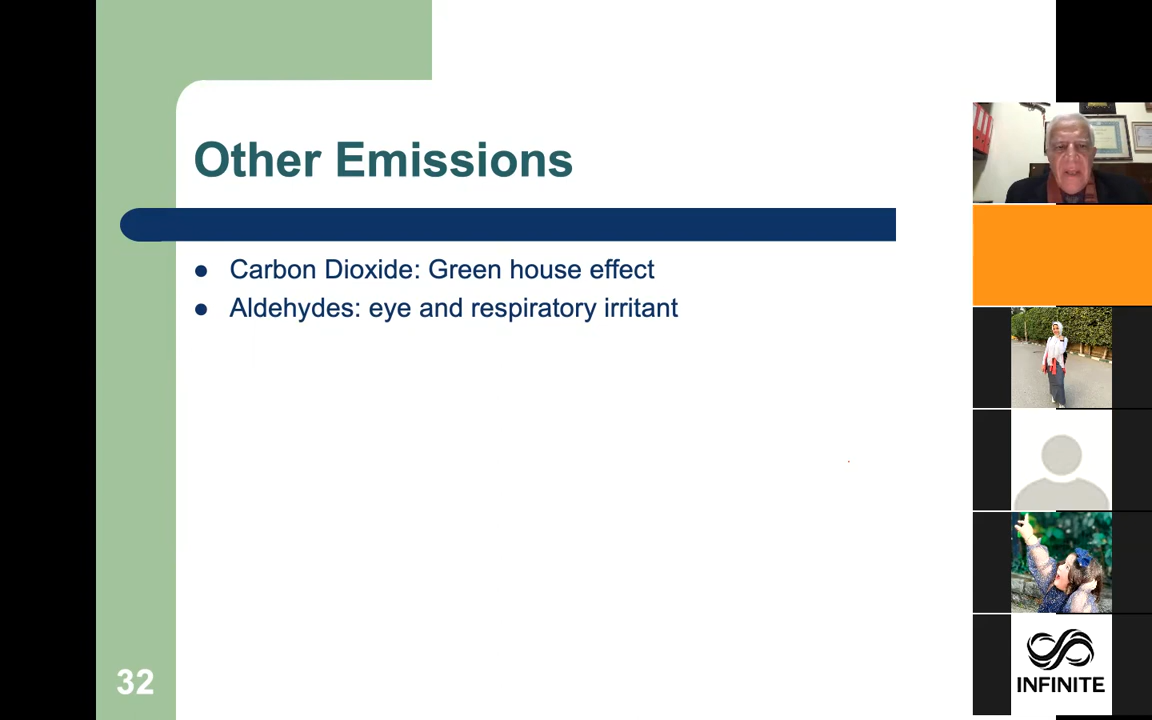 Other Emissions
Carbon Dioxide: Green house effect
Aldehydes: eye and respiratory irritant
32
INFINITE